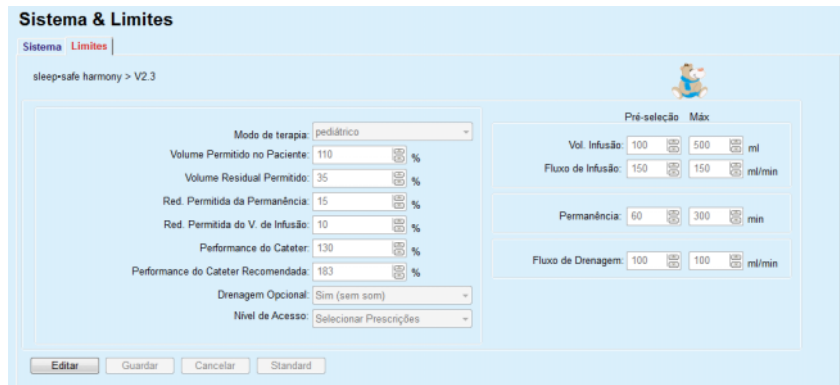 Sistema & Limites
Sistema Limites
sleep•safe harmony > V2.3
Modo de terapia: pediátrico
Volume Permitido no Paciente: 110 %
Volume Residual Permitido: 35 %
Red. Permitida da Permanência: 15 %
Red. Permitida do V. de Infusão: 10 %
Performance do Cateter: 130 %
Performance do Cateter Recomendada: 183 %
Drenagem Opcional: Sim (sem som)
Nível de Acesso: Selecionar Prescrições
Pré-seleção Máx
Vol. Infusão: 100 500 ml
Fluxo de Infusão: 150 150 ml/min
Permanência: 60 300 min
Fluxo de Drenagem: 100 100 ml/min
Editar Guardar Cancelar Standard